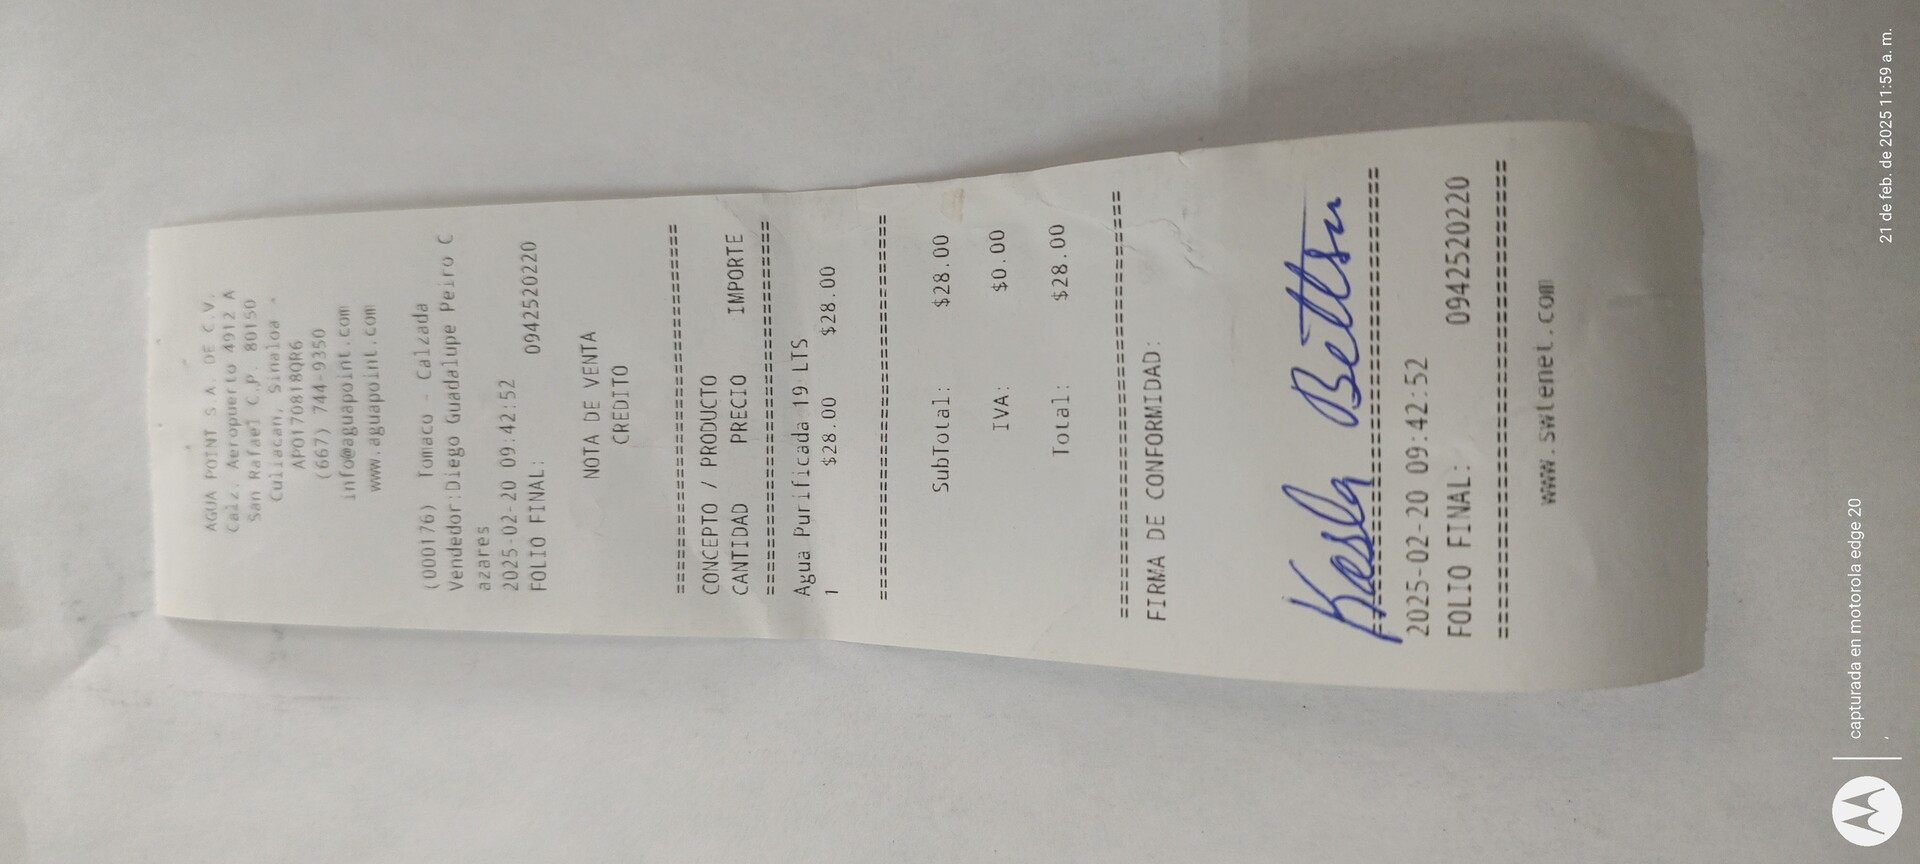 AGUA POINT S A. DE C.V.
Calz. Aeropuerto 4912 A
San Rafael C.P. 80150
Culiacan, Sinaloa
APO170818QR6
(667) 744-9350
info@aguapoint.com
www.aguapoint.com
(000176) Tomaco - Calzada
Vendedor:Diego Guadalupe Peiro C
azares
2025-02-20 09:42:52
FOLIO FINAL: 0942520220
NOTA DE VENTA
CREDITO
================================
CONCEPTO / PRODUCTO
CANTIDAD PRECIO IMPORTE
================================
Agua Purificada 19 LTS
1 $28.00 $28.00
================================
SubTotal: $28.00
IVA: $0.00
Total: $28.00
================================
FIRMA DE CONFORMIDAD:
Karla
================================
2025-02-20 09:42:52
FOLIO FINAL: 0942520220
================================
www.swtenet.com
capturada en motorola edge 20
21 de feb. de 2025 11:59 a. m.